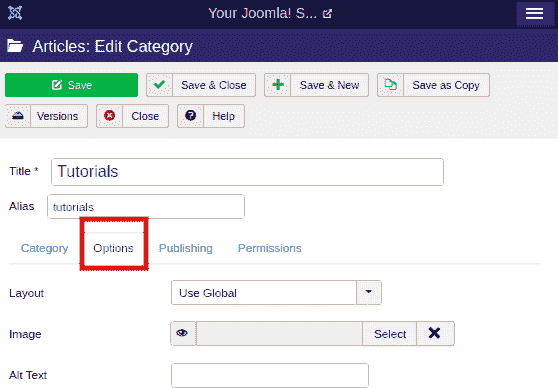 Your Joomla! S...
Articles: Edit Category
Save Save & Close Save & New Save as Copy
Versions Close Help
Title * Tutorials
Alias tutorials
Category Options Publishing Permissions
Layout Use Global
Image Select
Alt Text